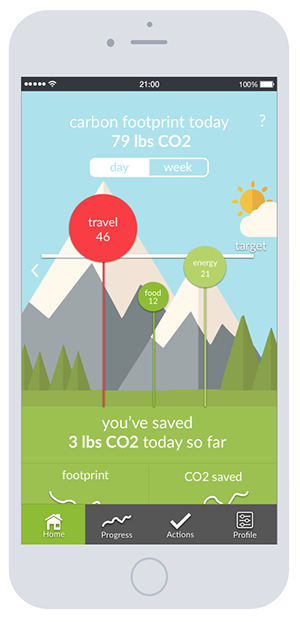 21:00
100%
carbon footprint today
?
79 lbs CO2
day week
target
travel
46
energy
21
food
12
you've saved
3 lbs CO2 today so far
footprint
CO2 saved
Home Progress Actions Profile